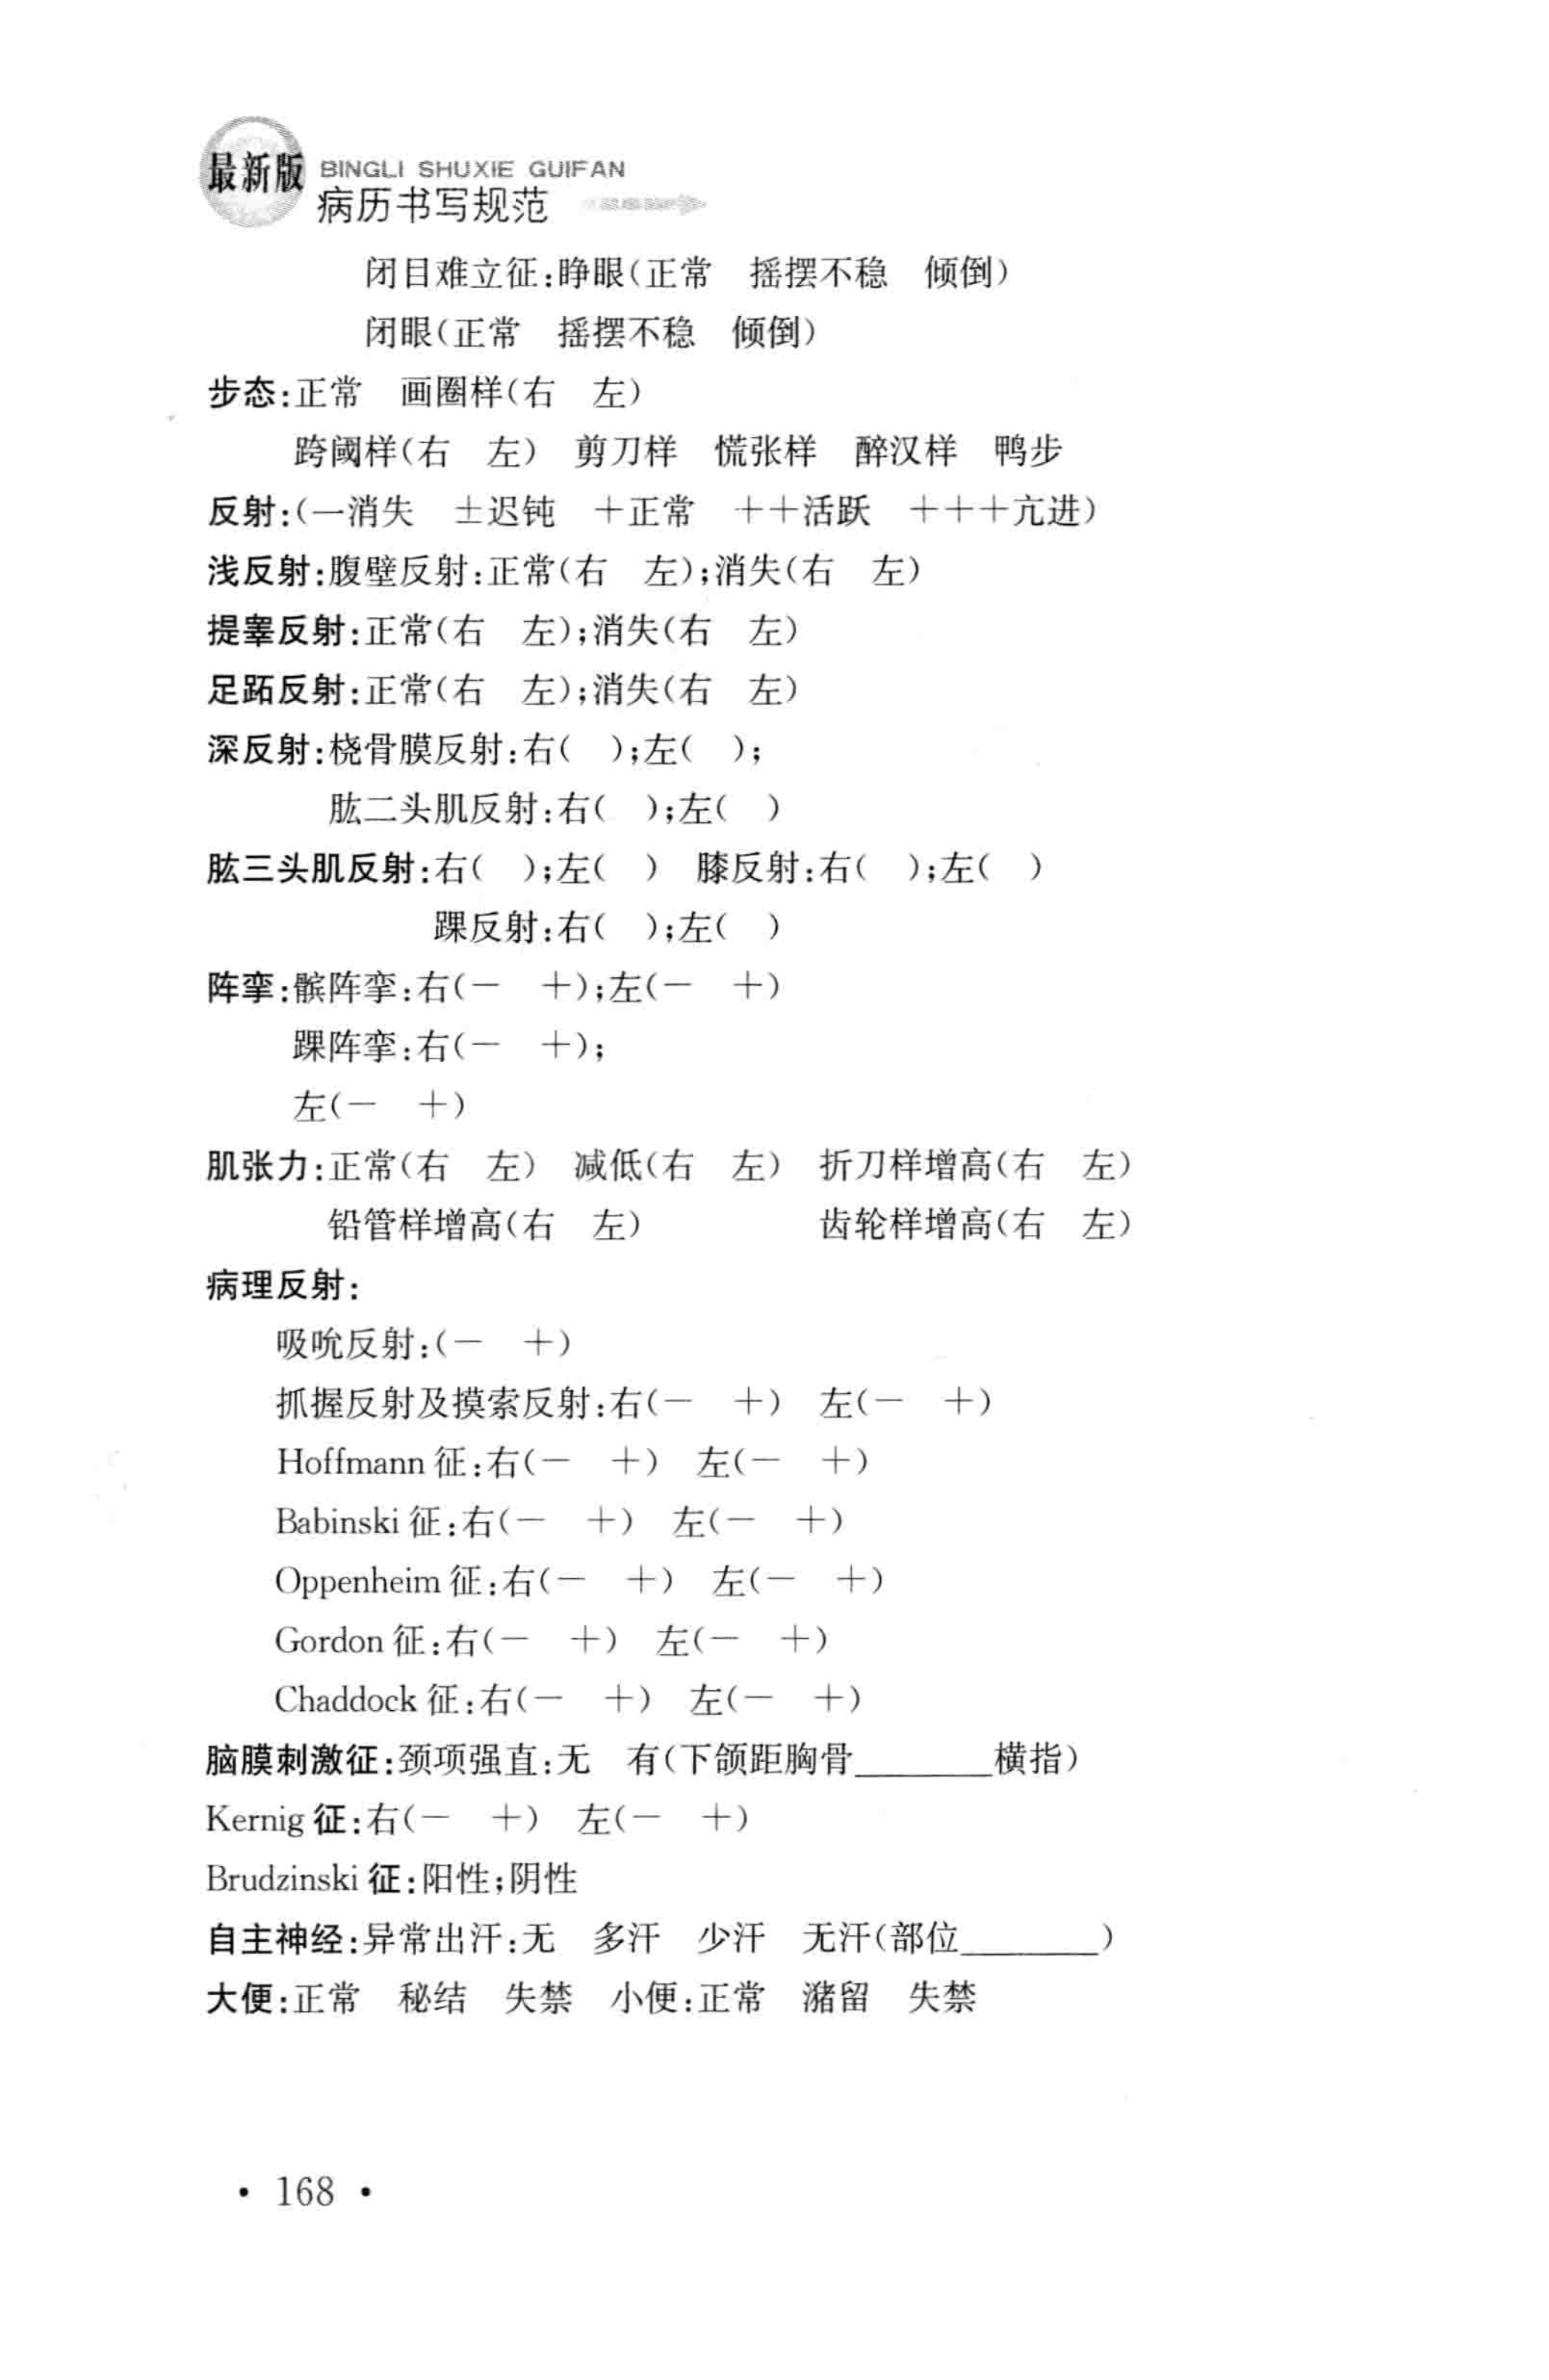 最新版
BINGLI SHUXIE GUIFAN
病历书写规范
闭目难立征:睁眼(正常　摇摆不稳　倾倒)
闭眼(正常　摇摆不稳　倾倒)
步态:正常　画圈样(右　左)
跨阈样(右　左)　剪刀样　慌张样　醉汉样　鸭步
反射:(—消失　±迟钝　＋正常　＋＋活跃　＋＋＋亢进)
浅反射:腹壁反射:正常(右　左);消失(右　左)
提睾反射:正常(右　左);消失(右　左)
足跖反射:正常(右　左);消失(右　左)
深反射:桡骨膜反射:右(　);左(　);
肱二头肌反射:右(　);左(　)
肱三头肌反射:右(　);左(　)　膝反射:右(　);左(　)
踝反射:右(　);左(　)
阵挛:髌阵挛:右(—　＋);左(—　＋)
踝阵挛:右(—　＋);
左(—　＋)
肌张力:正常(右　左)　减低(右　左)　折刀样增高(右　左)
铅管样增高(右　左)　　　　　齿轮样增高(右　左)
病理反射:
吸吮反射:(—　＋)
抓握反射及摸索反射:右(—　＋)　左(—　＋)
Hoffmann 征:右(—　＋)　左(—　＋)
Babinski 征:右(—　＋)　左(—　＋)
Oppenheim 征:右(—　＋)　左(—　＋)
Gordon 征:右(—　＋)　左(—　＋)
Chaddock 征:右(—　＋)　左(—　＋)
脑膜刺激征:颈项强直:无　有(下颌距胸骨________横指)
Kernig 征:右(—　＋)　左(—　＋)
Brudzinski 征:阳性;阴性
自主神经:异常出汗:无　多汗　少汗　无汗(部位________)
大便:正常　秘结　失禁　小便:正常　潴留　失禁
· 168 ·